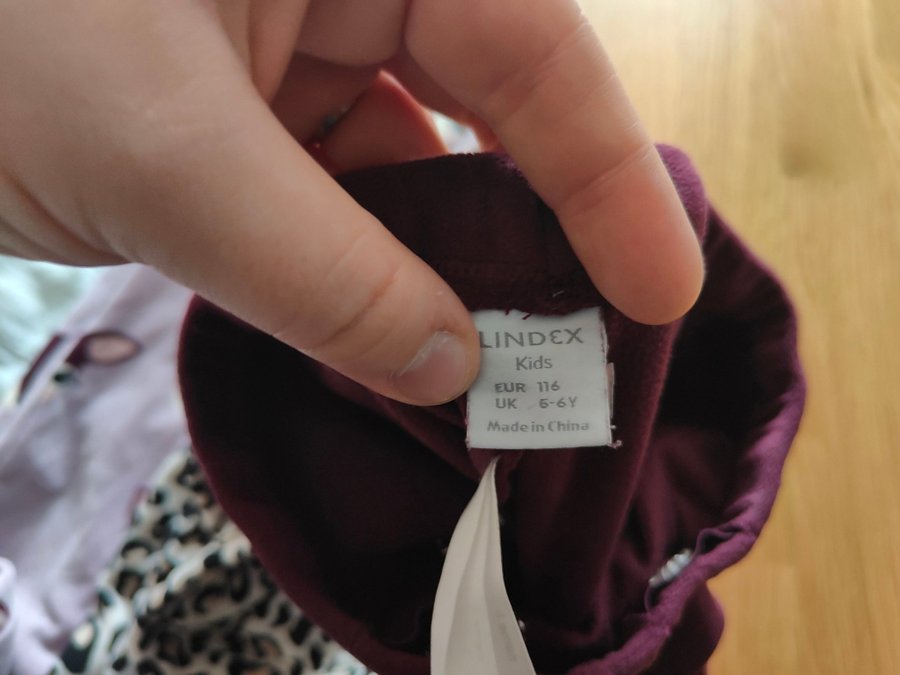 LINDEX
Kids
EUR 116
UK 5-6Y
Made in China